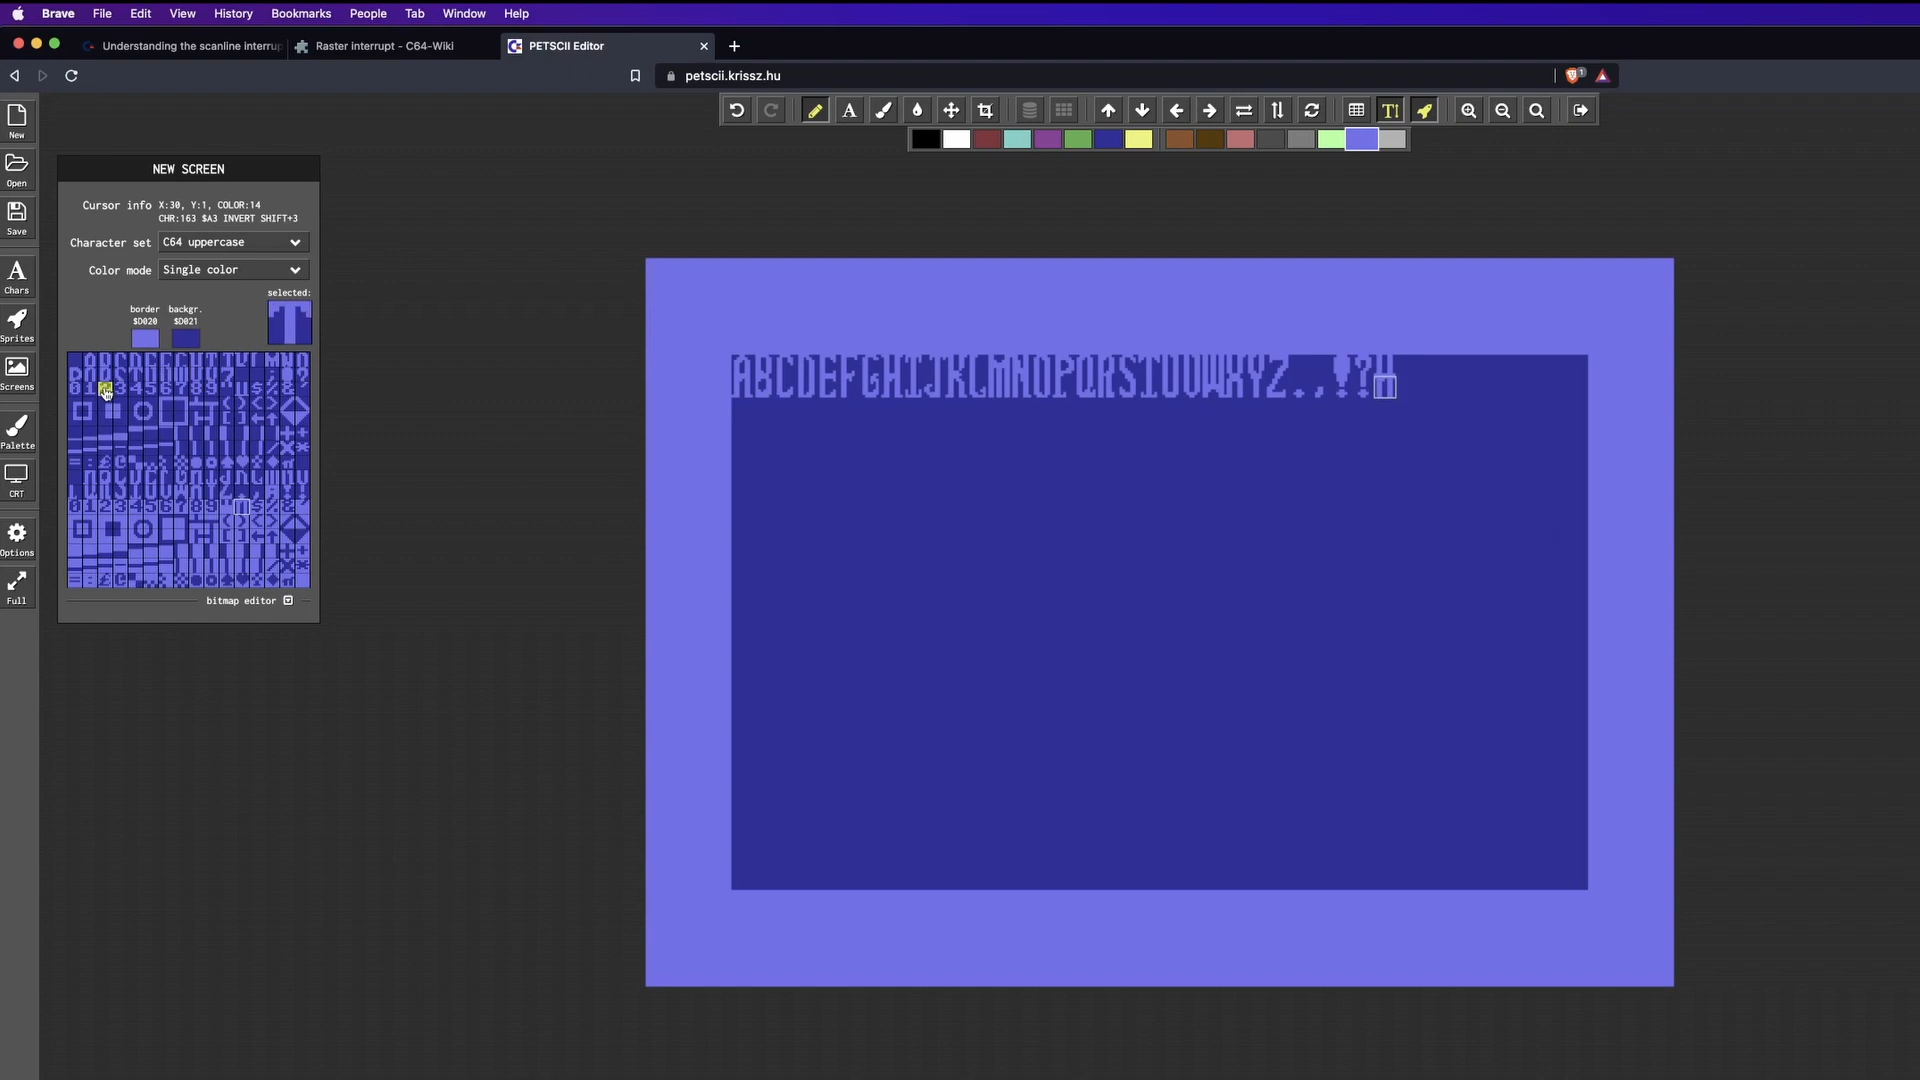 Brave File Edit View History Bookmarks People Tab Window Help
Understanding the scanline interrup
Raster interrupt - C64-Wiki
PETSCII Editor
petscii.krissz.hu
1
New
Open
Save
Chars
Sprites
Screens
Palette
CRT
Options
Full
NEW SCREEN
Cursor info X:30, Y:1, COLOR:14
CHR:163 $A3 INVERT SHIFT+3
Character set C64 uppercase
Color mode Single color
selected:
border backgr.
$D020 $D021
bitmap editor
ABCDEFGHIJKLMNOPQRSTUVWXYZ.,!?